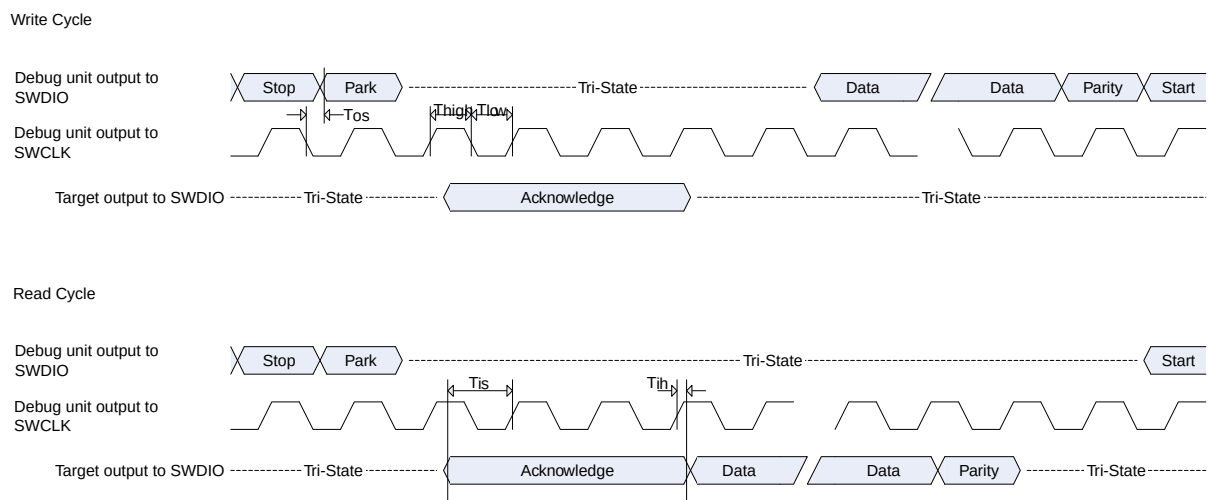 Write Cycle
Debug unit output to
SWDIO
Stop Park Tri-State Data Data Parity Start
Tos Thigh Tlow
Debug unit output to
SWCLK
Target output to SWDIO Tri-State Acknowledge Tri-State
Read Cycle
Debug unit output to
SWDIO
Stop Park Tri-State Start
Tis Tih
Debug unit output to
SWCLK
Target output to SWDIO Tri-State Acknowledge Data Data Parity Tri-State